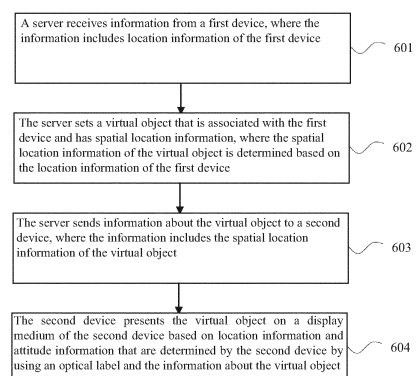 A server receives information from a first device, where the
information includes location information of the first device
601
The server sets a virtual object that is associated with the first
device and has spatial location information, where the spatial
location information of the virtual object is determined based on
the location information of the first device
602
The server sends information about the virtual object to a second
device, where the information includes the spatial location
information of the virtual object
603
The second device presents the virtual object on a display
medium of the second device based on location information and
attitude information that are determined by the second device by
using an optical label and the information about the virtual object
604